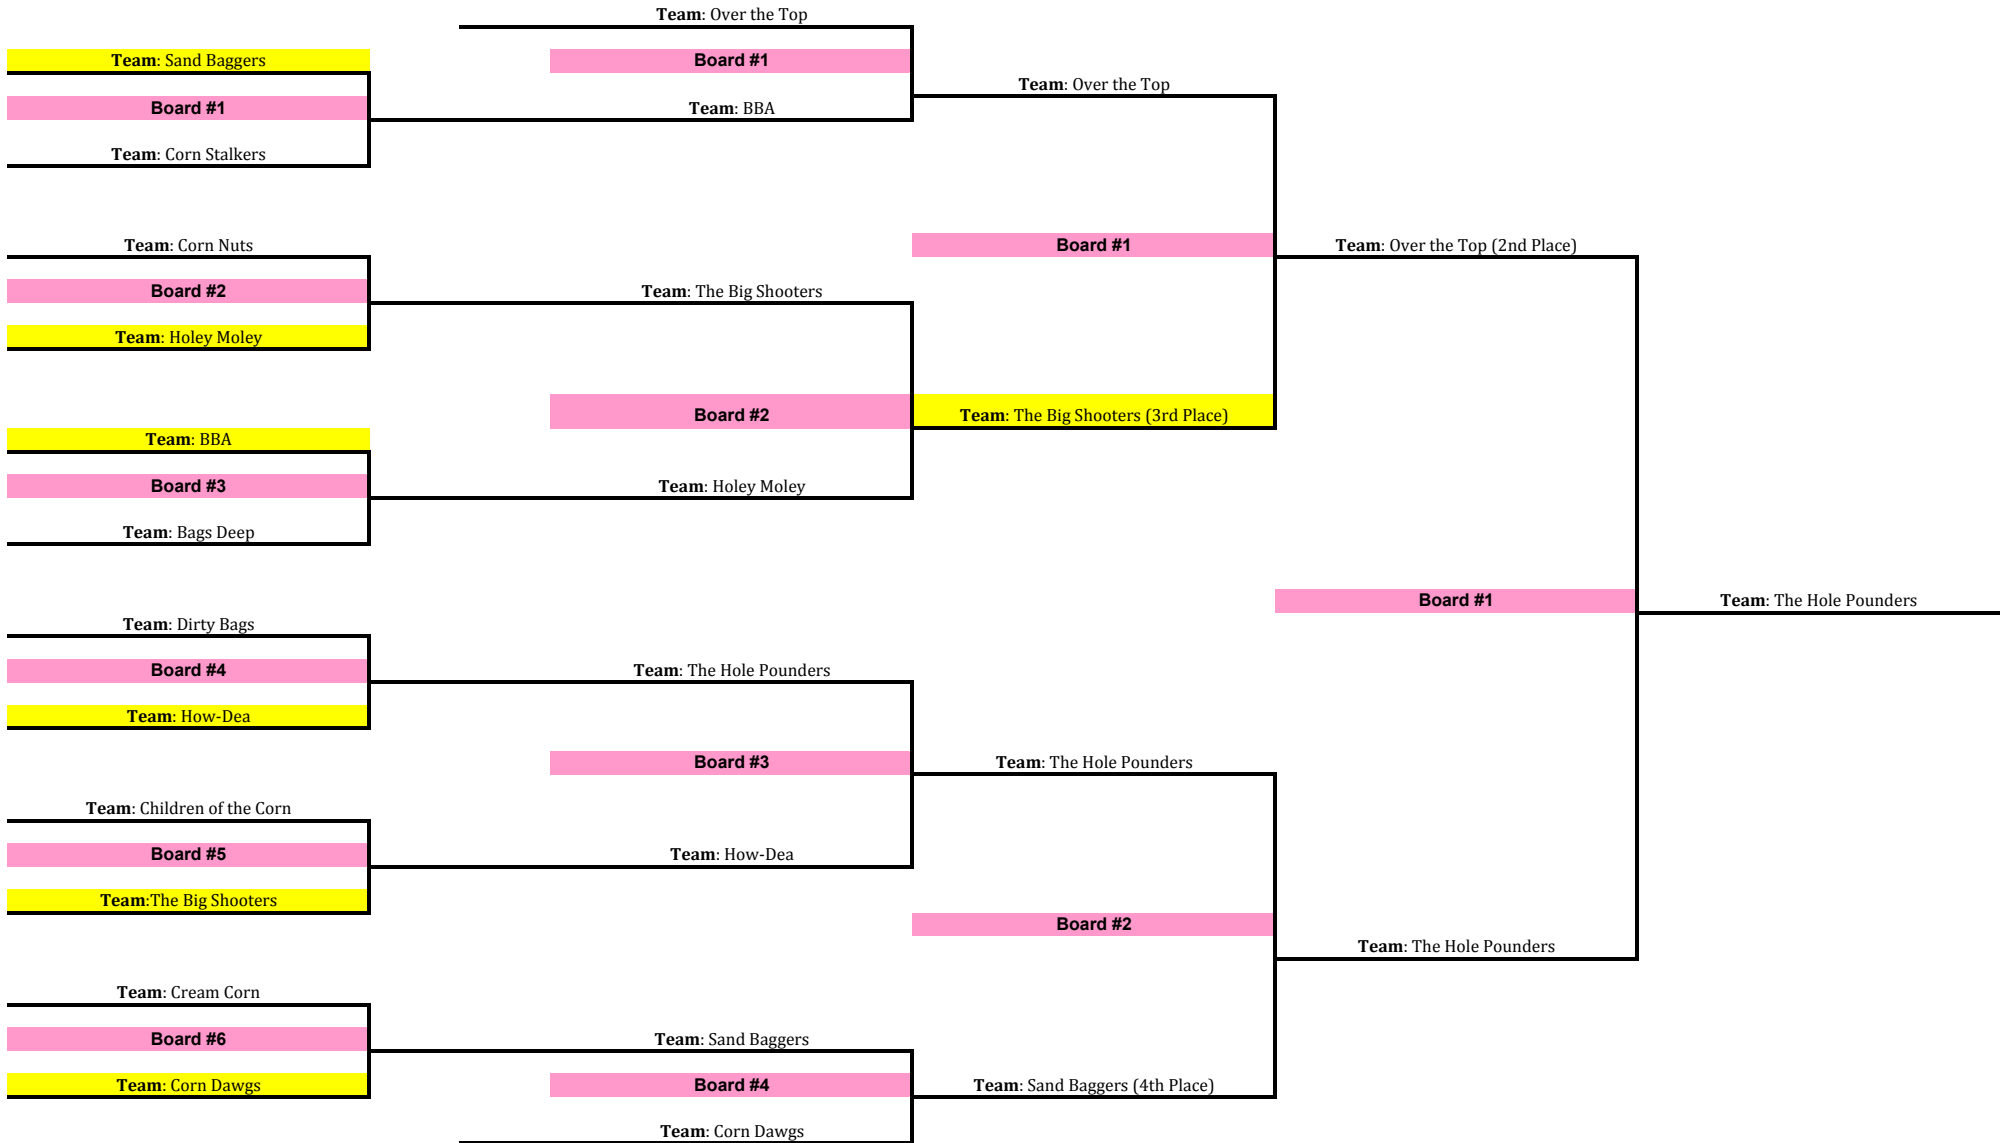 Team: Over the Top
Team: Sand Baggers
Board #1
Team: Over the Top
Board #1
Team: BBA
Team: Corn Stalkers
Team: Corn Nuts
Board #1
Team: Over the Top (2nd Place)
Board #2
Team: The Big Shooters
Team: Holey Moley
Board #2
Team: The Big Shooters (3rd Place)
Team: BBA
Board #3
Team: Holey Moley
Team: Bags Deep
Board #1
Team: The Hole Pounders
Team: Dirty Bags
Board #4
Team: The Hole Pounders
Team: How-Dea
Board #3
Team: The Hole Pounders
Team: Children of the Corn
Board #5
Team: How-Dea
Team:The Big Shooters
Board #2
Team: The Hole Pounders
Team: Cream Corn
Board #6
Team: Sand Baggers
Team: Corn Dawgs
Board #4
Team: Sand Baggers (4th Place)
Team: Corn Dawgs